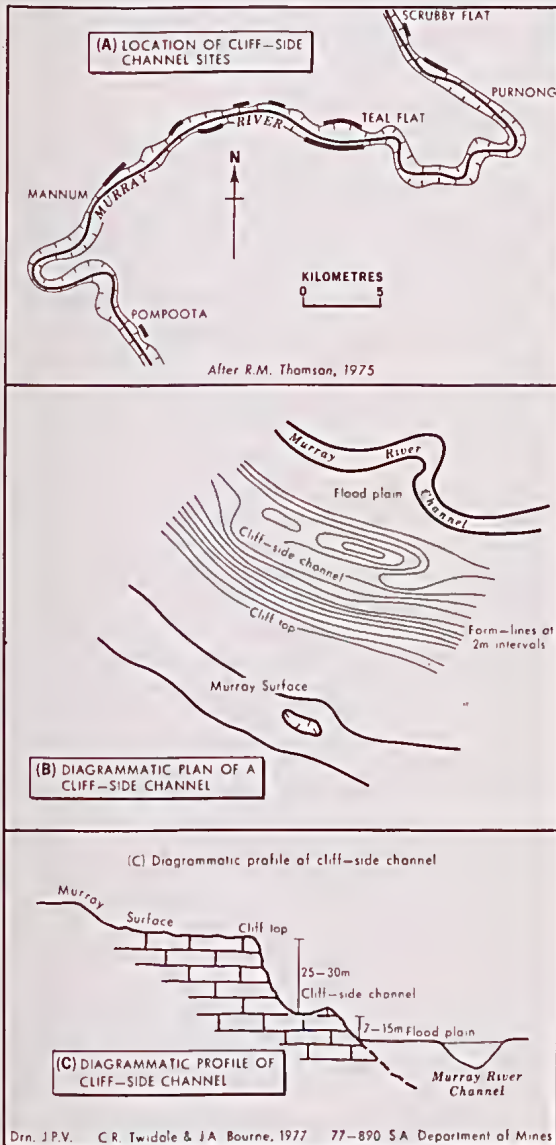 SCRUBBY FLAT
(A) LOCATION OF CLIFF–SIDE
CHANNEL SITES
PURNONG
TEAL FLAT
MURRAY RIVER
N
MANNUM
KILOMETRES
0 5
POMPOOTA
After R.M. Thomson, 1975
Murray River Channel
Flood plain
Cliff–side channel
Cliff top
Form–lines at
2m intervals
Murray Surface
(B) DIAGRAMMATIC PLAN OF A
CLIFF–SIDE CHANNEL
(C) Diagrammatic profile of cliff–side channel
Murray Surface
Cliff top
25–30m
Cliff–side channel
7–15m Flood plain
(C) DIAGRAMMATIC PROFILE OF
CLIFF–SIDE CHANNEL
Murray River
Channel
Drn. J.P.V. C.R. Twidale & J.A. Bourne, 1977 77–890 S.A. Department of Mines